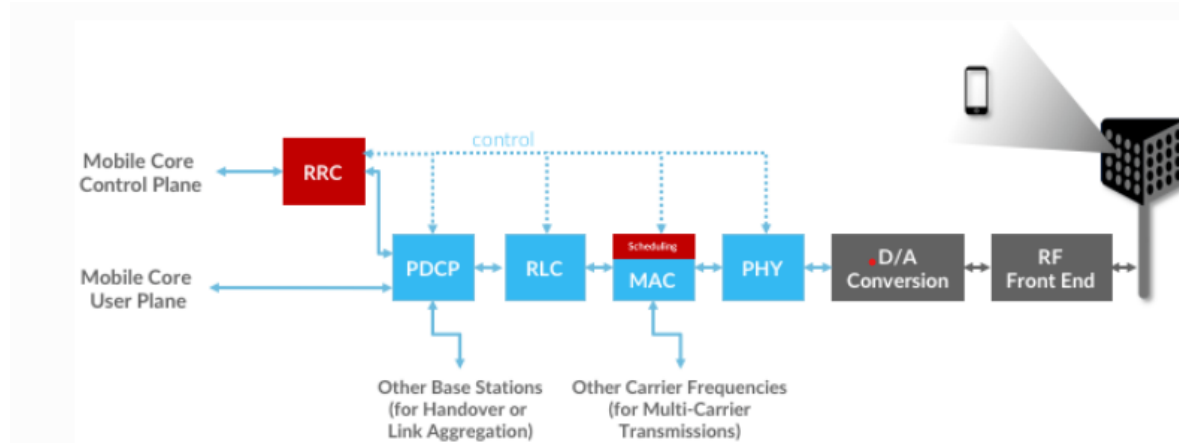 control
Mobile Core
Control Plane
RRC
Mobile Core
User Plane
PDCP
RLC
Scheduling
MAC
PHY
D/A
Conversion
RF
Front End
Other Base Stations
(for Handover or
Link Aggregation)
Other Carrier Frequencies
(for Multi-Carrier
Transmissions)